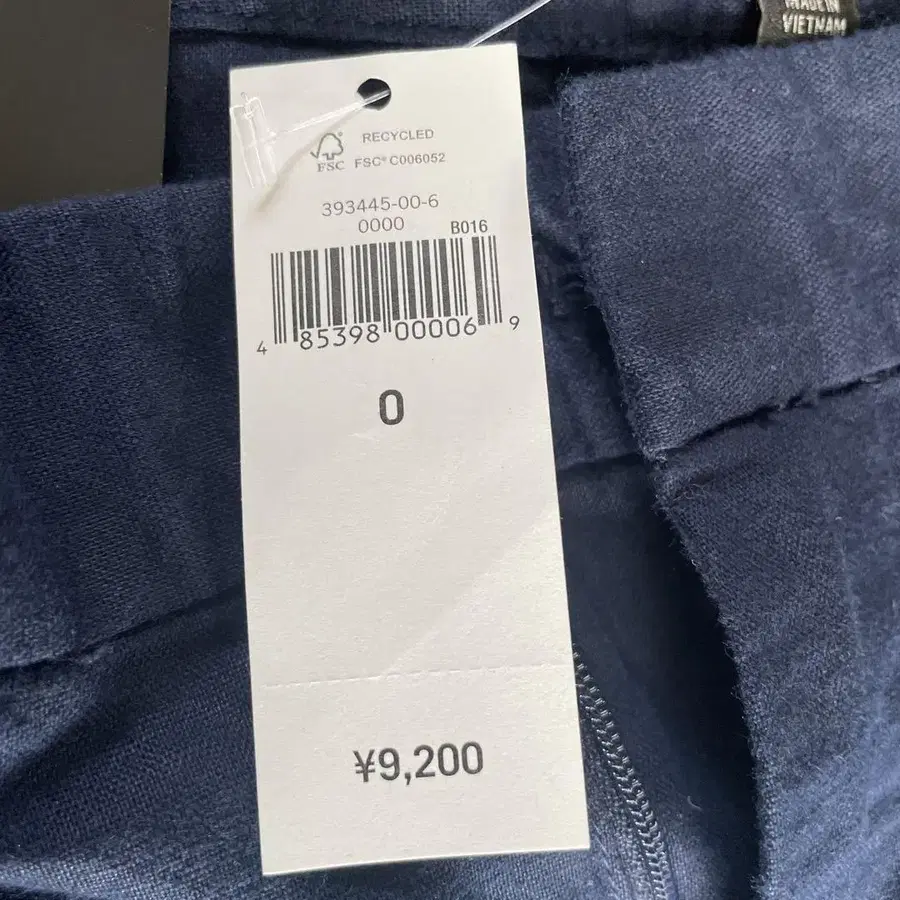 MADE IN
VIETNAM
RECYCLED
FSC FSC® C006052
393445-00-6
0000
B016
4 85398 00006 9
0
¥9,200